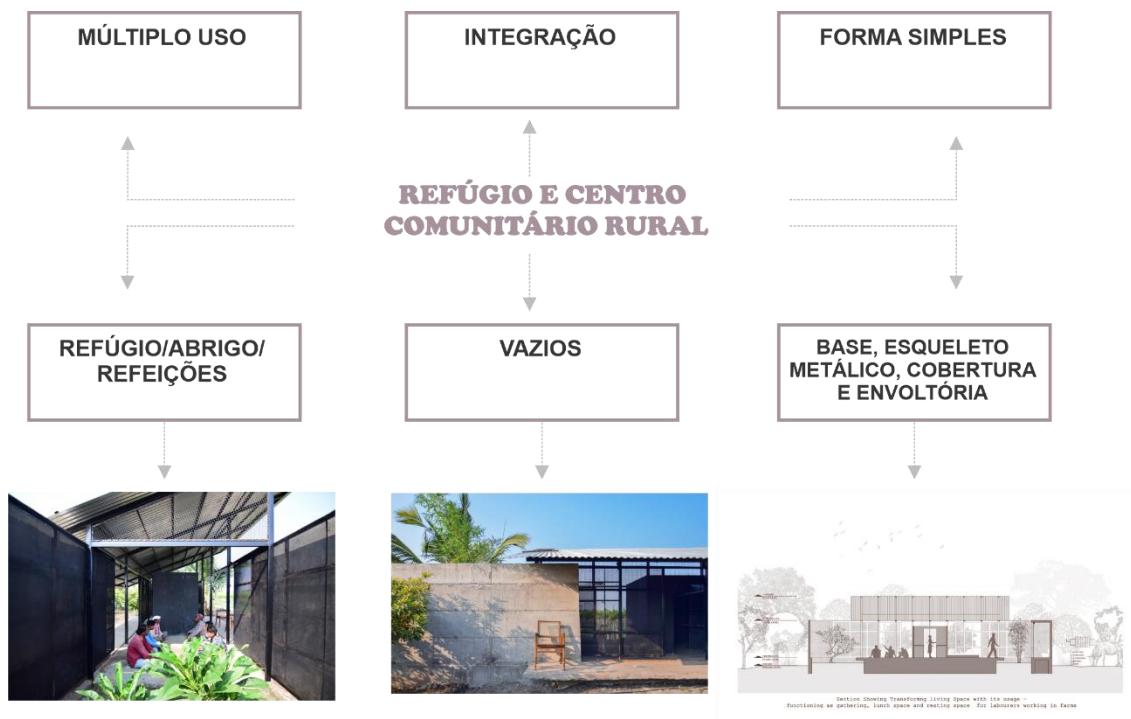 MÚLTIPLO USO
INTEGRAÇÃO
FORMA SIMPLES
REFÚGIO E CENTRO
COMUNITÁRIO RURAL
REFÚGIO/ABRIGO/
REFEIÇÕES
VAZIOS
BASE, ESQUELETO
METÁLICO, COBERTURA
E ENVOLTÓRIA
Section Showing Transforming living Space with its usage -
functioning as gathering, lunch space and resting space for labourers working in farms